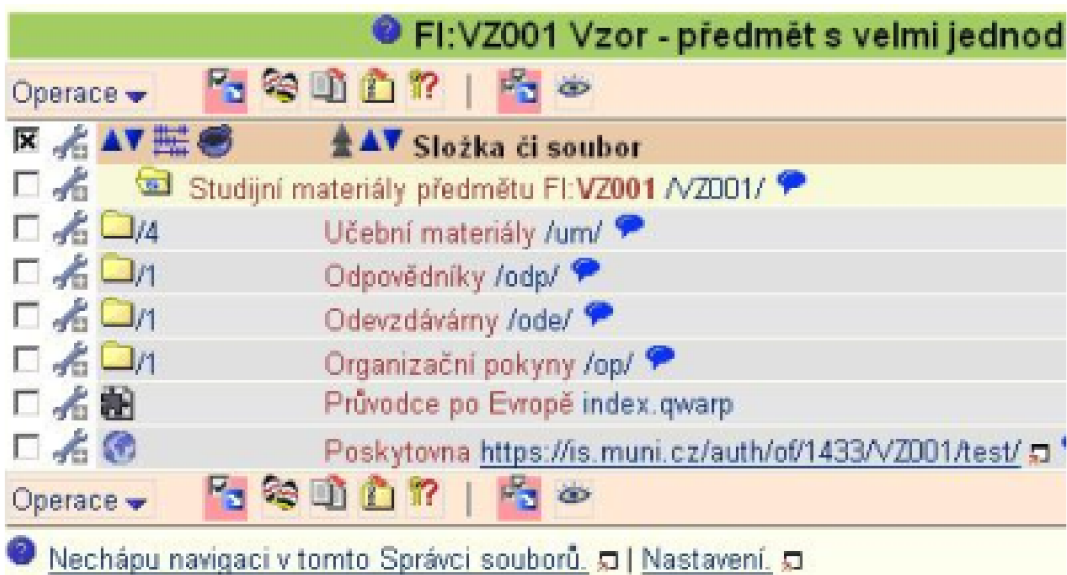 FI:VZ001 Vzor - předmět s velmi jednod
Operace
Složka či soubor
Studijní materiály předmětu FI:VZ001 /VZ001/
/4 Učební materiály /um/
/1 Odpovědníky /odp/
/1 Odevzdávárny /ode/
/1 Organizační pokyny /op/
Průvodce po Evropě index.qwarp
Poskytovna https://is.muni.cz/auth/of/1433/VZ001/test/
Operace
Nechápu navigaci v tomto Správci souborů. | Nastavení.